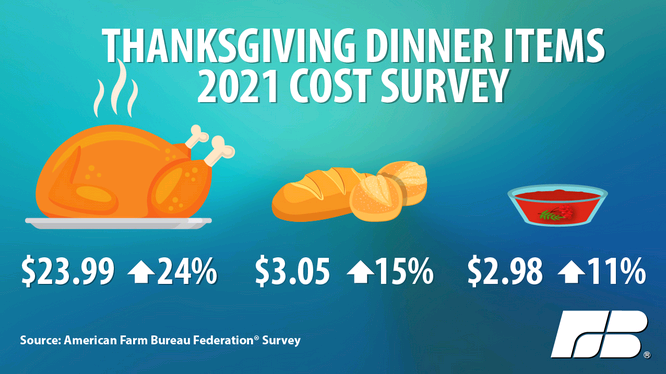 THANKSGIVING DINNER ITEMS
2021 COST SURVEY
$23.99 ⬆24% $3.05 ⬆15% $2.98 ⬆11%
Source: American Farm Bureau Federation® Survey
FB®